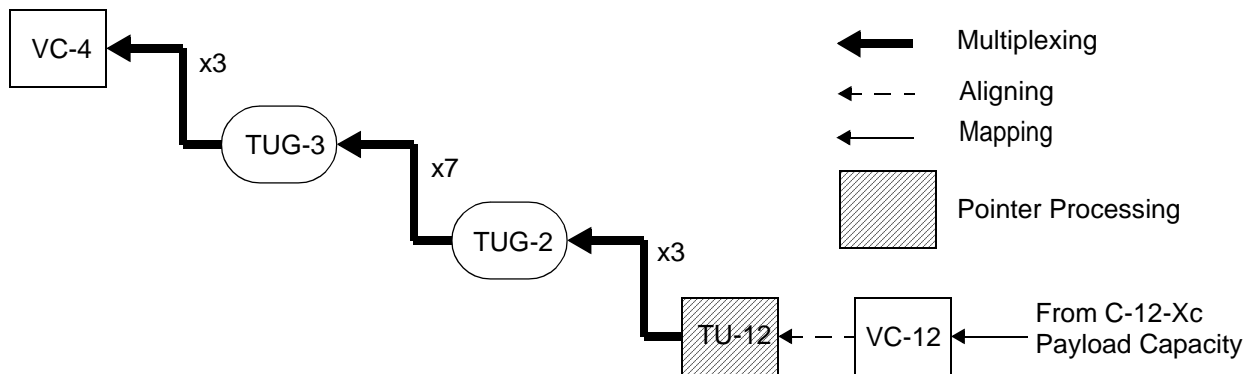 VC-4
x3
Multiplexing
Aligning
Mapping
TUG-3
x7
Pointer Processing
TUG-2
x3
TU-12
VC-12
From C-12-Xc
Payload Capacity